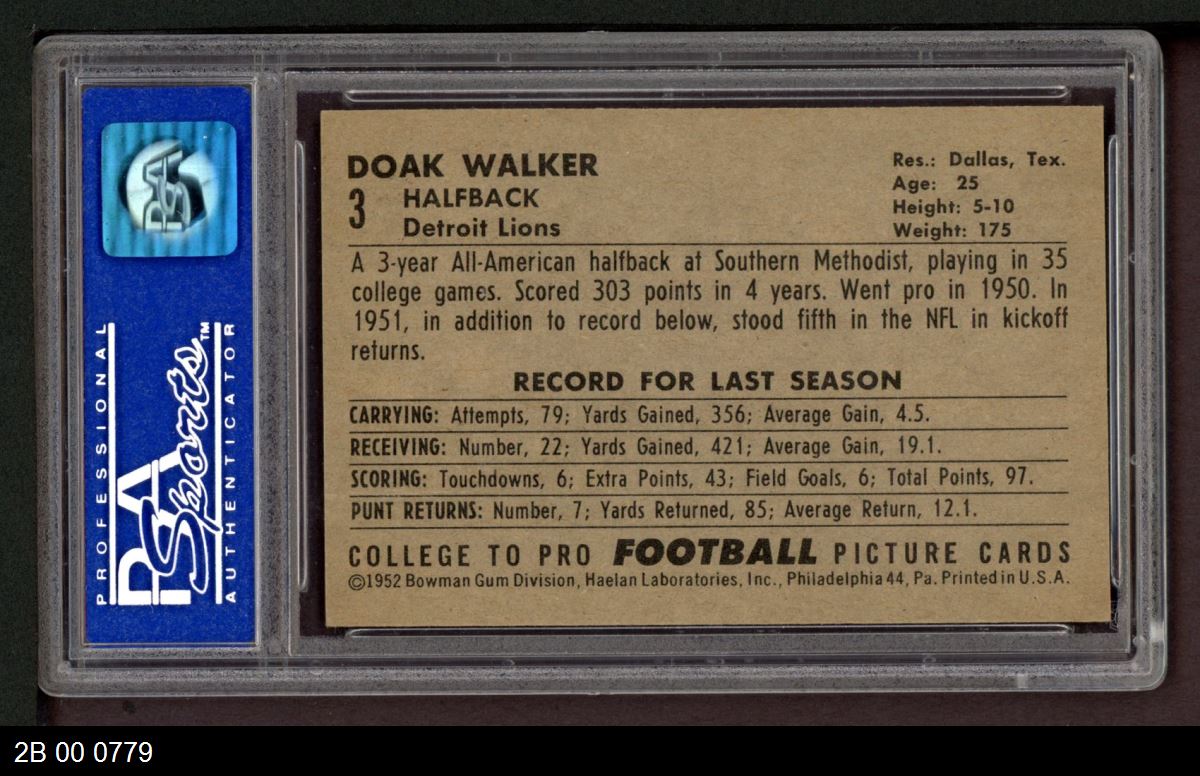 PSA
PROFESSIONAL
PSA
Sports™
AUTHENTICATOR
DOAK WALKER
3
HALFBACK
Detroit Lions
Res.: Dallas, Tex.
Age: 25
Height: 5-10
Weight: 175
A 3-year All-American halfback at Southern Methodist, playing in 35
college games. Scored 303 points in 4 years. Went pro in 1950. In
1951, in addition to record below, stood fifth in the NFL in kickoff
returns.
RECORD FOR LAST SEASON
CARRYING: Attempts, 79; Yards Gained, 356; Average Gain, 4.5.
RECEIVING: Number, 22; Yards Gained, 421; Average Gain, 19.1.
SCORING: Touchdowns, 6; Extra Points, 43; Field Goals, 6; Total Points, 97.
PUNT RETURNS: Number, 7; Yards Returned, 85; Average Return, 12.1.
COLLEGE TO PRO FOOTBALL PICTURE CARDS
©1952 Bowman Gum Division, Haelan Laboratories, Inc., Philadelphia 44, Pa. Printed in U.S.A.
2B 00 0779